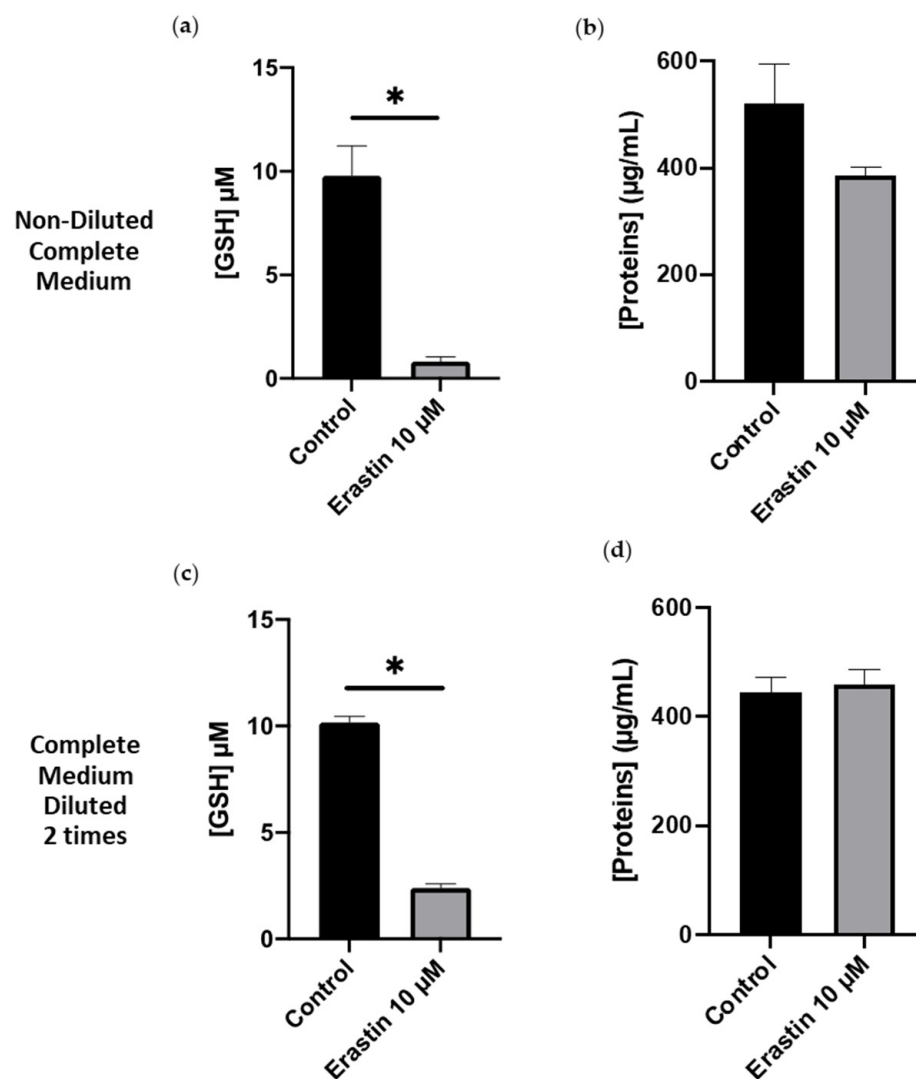 (a)
Non-Diluted
Complete
Medium
[GSH] µM
15
10
5
0
*
Control
Erastin 10 µM
(b)
[Proteins] (µg/mL)
600
400
200
0
Control
Erastin 10 µM
(c)
Complete
Medium
Diluted
2 times
[GSH] µM
15
10
5
0
*
Control
Erastin 10 µM
(d)
[Proteins] (µg/mL)
600
400
200
0
Control
Erastin 10 µM